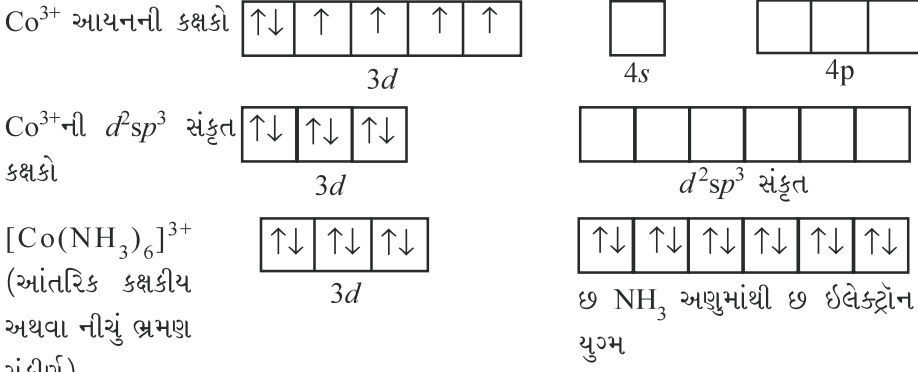 Co³⁺ આયનની કક્ષકો ↑↓ ↑ ↑ ↑ ↑
3d 4s 4p
Co³⁺ની d²sp³ સંકૃત ↑↓ ↑↓ ↑↓
કક્ષકો 3d d²sp³ સંકૃત
[Co(NH₃)₆]³⁺ ↑↓ ↑↓ ↑↓ ↑↓ ↑↓ ↑↓ ↑↓ ↑↓ ↑↓
(આંતરિક કક્ષકીય 3d છ NH₃ અણુમાંથી છ ઇલેક્ટ્રૉન
અથવા નીચું ભ્રમણ યુગ્મ